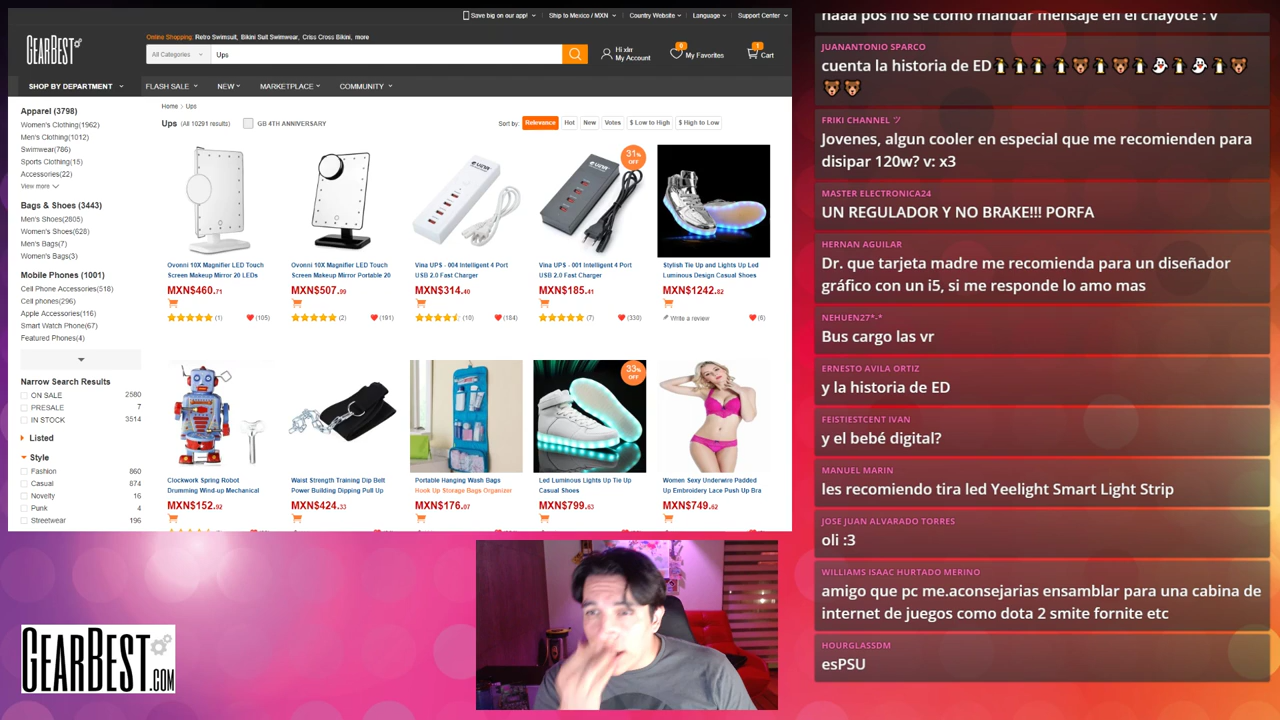 Save big on our app!
Ship to Mexico / MXN
Country Website
Language
Support Center
GEARBEST
Online Shopping: Retro Swimsuit, Bikini Suit Swimwear, Criss Cross Bikini, more
All Categories
Ups
Hi xlrr
My Account
0
My Favorites
1
Cart
SHOP BY DEPARTMENT
FLASH SALE
NEW
MARKETPLACE
COMMUNITY
Home > Ups
Ups (All 10291 results)
GB 4TH ANNIVERSARY
Sort by:
Relevance
Hot
New
Votes
$ Low to High
$ High to Low
Apparel (3798)
Women's Clothing(1962)
Men's Clothing(1012)
Swimwear(786)
Sports Clothing(15)
Accessories(22)
View more
Bags & Shoes (3443)
Men's Shoes(2805)
Women's Shoes(628)
Men's Bags(7)
Women's Bags(3)
Mobile Phones (1001)
Cell Phone Accessories(518)
Cell phones(296)
Apple Accessories(116)
Smart Watch Phone(67)
Featured Phones(4)
Narrow Search Results
ON SALE 2580
PRESALE 7
IN STOCK 3514
Listed
Style
Fashion 860
Casual 874
Novelty 16
Punk 4
Streetwear 196
Ovonni 10X Magnifier LED Touch
Screen Makeup Mirror 20 LEDs
MXN$460.71
(1)
(105)
Ovonni 10X Magnifier LED Touch
Screen Makeup Mirror Portable 20
MXN$507.99
(2)
(191)
Vina UPS - 004 Intelligent 4 Port
USB 2.0 Fast Charger
MXN$314.40
(10)
(184)
31%
OFF
Vina UPS - 001 Intelligent 4 Port
USB 2.0 Fast Charger
MXN$185.41
(7)
(330)
Stylish Tie Up and Lights Up Led
Luminous Design Casual Shoes
MXN$1242.82
Write a review
(6)
Clockwork Spring Robot
Drumming Wind-up Mechanical
MXN$152.92
Waist Strength Training Dip Belt
Power Building Dipping Pull Up
MXN$424.33
Portable Hanging Wash Bags
Hook Up Storage Bags Organizer
MXN$176.07
33%
OFF
Led Luminous Lights Up Tie Up
Casual Shoes
MXN$799.63
Women Sexy Underwire Padded
Up Embroidery Lace Push Up Bra
MXN$749.62
GEARBEST.COM
naaa pos no se como mandar mensaje en el chayote : v
JUANANTONIO SPARCO
cuenta la historia de ED🐧🐧🐧🐧🐻🐧🐻🐧👻🐧👻🐧🐻
🐻🐻
FRIKI CHANNEL ツ
Jovenes, algun cooler en especial que me recomienden para
disipar 120w? v: x3
MASTER ELECTRONICA24
UN REGULADOR Y NO BRAKE!!! PORFA
HERNAN AGUILAR
Dr. que tarjeta madre me recomienda para un diseñador
gráfico con un i5, si me responde lo amo mas
NEHUEN27*-*
Bus cargo las vr
ERNESTO AVILA ORTIZ
y la historia de ED
FEISTIESTCENT IVAN
y el bebé digital?
MANUEL MARIN
les recomiendo tira led Yeelight Smart Light Strip
JOSE JUAN ALVARADO TORRES
oli :3
WILLIAMS ISAAC HURTADO MERINO
amigo que pc me.aconsejarias ensamblar para una cabina de
internet de juegos como dota 2 smite fornite etc
HOURGLASSDM
esPSU